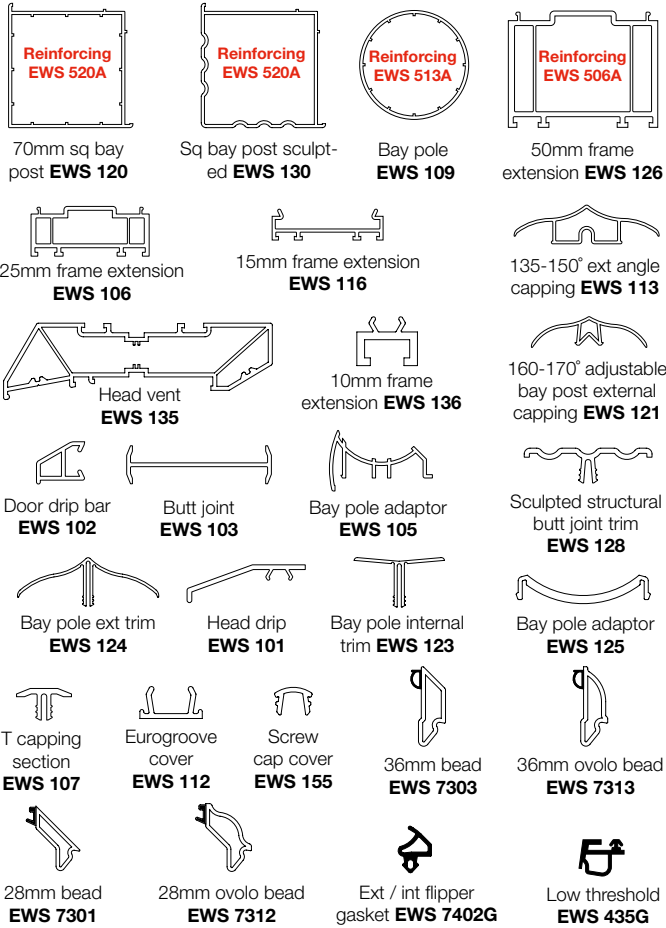 Reinforcing
EWS 520A
Reinforcing
EWS 520A
Reinforcing
EWS 513A
Reinforcing
EWS 506A
70mm sq bay
post EWS 120
Sq bay post sculpt-
ed EWS 130
Bay pole
EWS 109
50mm frame
extension EWS 126
25mm frame extension
EWS 106
15mm frame extension
EWS 116
135-150° ext angle
capping EWS 113
Head vent
EWS 135
10mm frame
extension EWS 136
160-170° adjustable
bay post external
capping EWS 121
Door drip bar
EWS 102
Butt joint
EWS 103
Bay pole adaptor
EWS 105
Sculpted structural
butt joint trim
EWS 128
Bay pole ext trim
EWS 124
Head drip
EWS 101
Bay pole internal
trim EWS 123
Bay pole adaptor
EWS 125
T capping
section
EWS 107
Eurogroove
cover
EWS 112
Screw
cap cover
EWS 155
36mm bead
EWS 7303
36mm ovolo bead
EWS 7313
28mm bead
EWS 7301
28mm ovolo bead
EWS 7312
Ext / int flipper
gasket EWS 7402G
Low threshold
EWS 435G